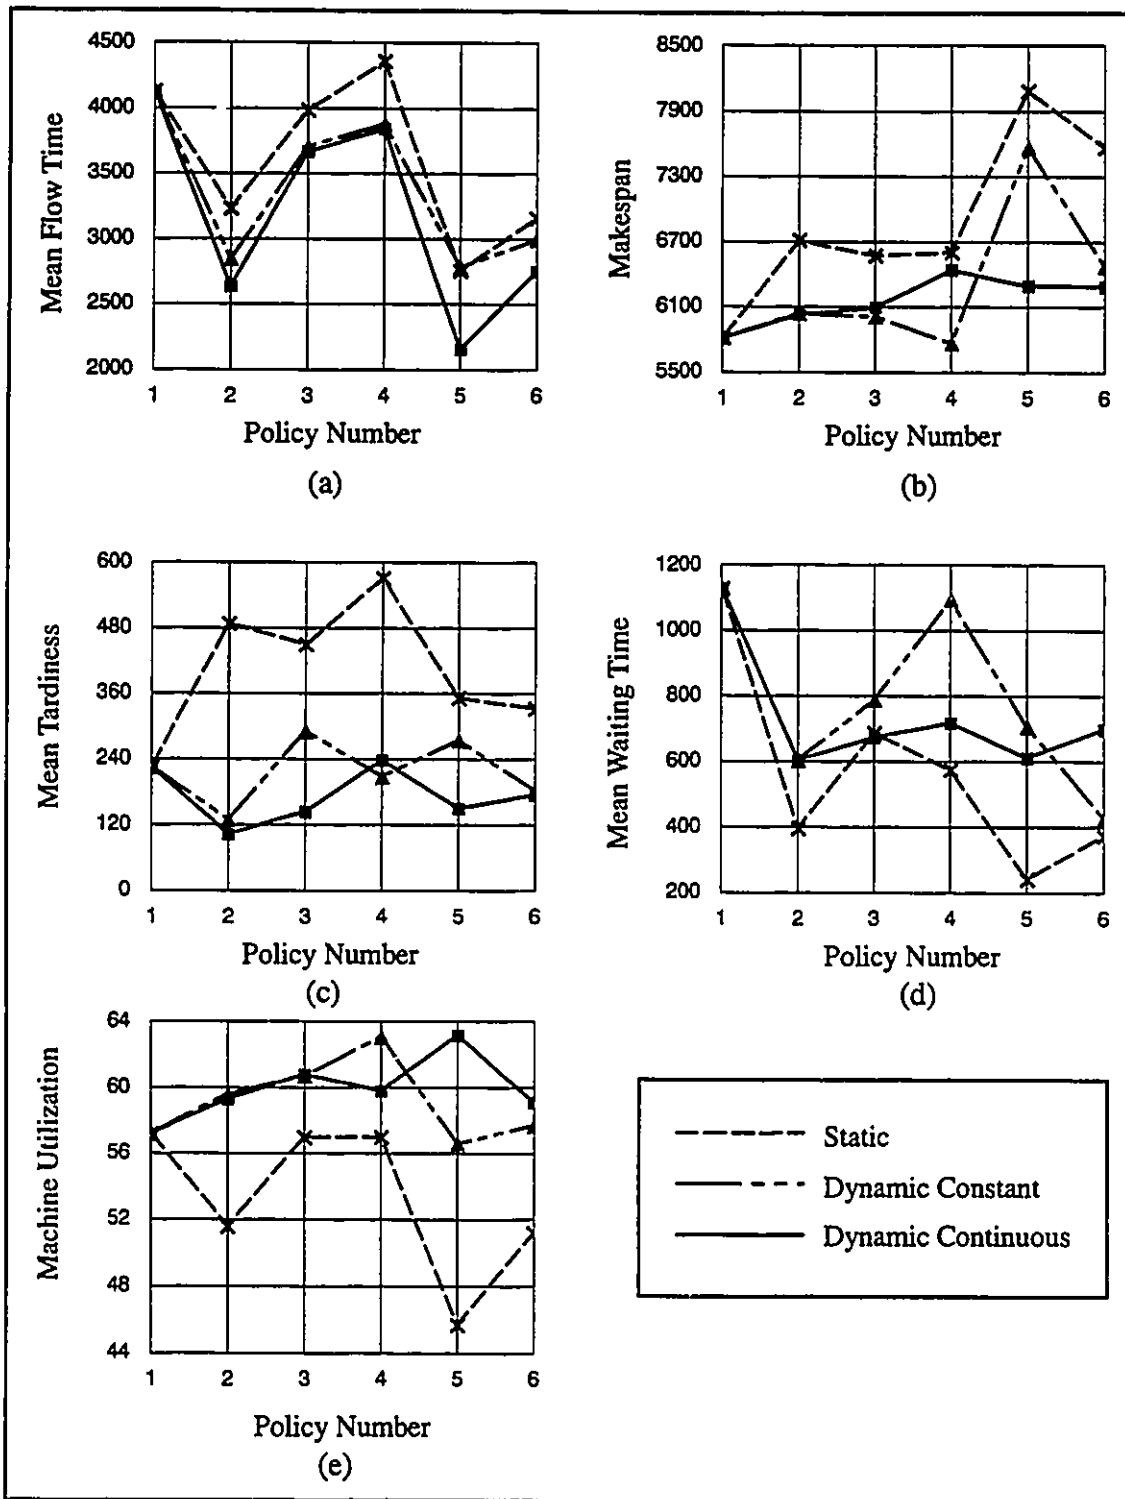 4500
4000
3500
3000
2500
2000
Mean Flow Time
1 2 3 4 5 6
Policy Number
(a)
8500
7900
7300
6700
6100
5500
Makespan
1 2 3 4 5 6
Policy Number
(b)
600
480
360
240
120
0
Mean Tardiness
1 2 3 4 5 6
Policy Number
(c)
1200
1000
800
600
400
200
Mean Waiting Time
1 2 3 4 5 6
Policy Number
(d)
64
60
56
52
48
44
Machine Utilization
1 2 3 4 5 6
Policy Number
(e)
Static
Dynamic Constant
Dynamic Continuous